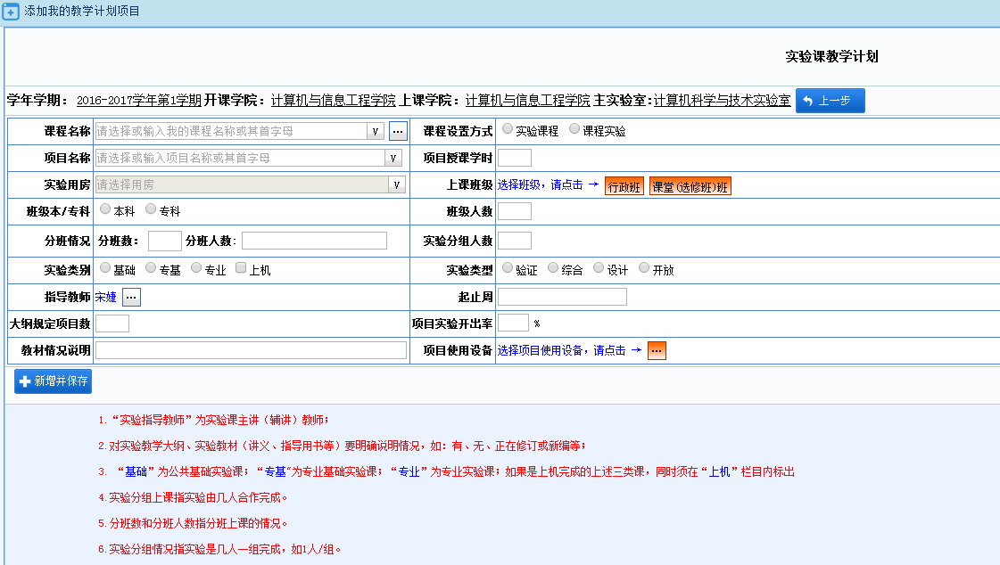 添加我的教学计划项目
实验课教学计划
学年学期： 2016-2017学年第1学期 开课学院： 计算机与信息工程学院 上课学院： 计算机与信息工程学院 主实验室:计算机科学与技术实验室 上一步
课程名称 请选择或输入我的课程名称或其首字母 v ... 课程设置方式 实验课程 课程实验
项目名称 请选择或输入项目名称或其首字母 v 项目授课学时
实验用房 请选择用房 v 上课班级 选择班级，请点击 → 行政班 课堂(选修班)班
班级本/专科 本科 专科 班级人数
分班情况 分班数： 分班人数: 实验分组人数
实验类别 基础 专基 专业 上机 实验类型 验证 综合 设计 开放
指导教师 宋婕 ... 起止周
大纲规定项目数 项目实验开出率 %
教材情况说明 项目使用设备 选择项目使用设备，请点击 → ...
新增并保存
1.“实验指导教师”为实验课主讲（辅讲）教师；
2.对实验教学大纲、实验教材（讲义、指导用书等）要明确说明情况，如：有、无、正在修订或新编等；
3. “基础”为公共基础实验课；“专基"为专业基础实验课；“专业”为专业实验课；如果是上机完成的上述三类课，同时须在“上机”栏目内标出
4.实验分组上课指实验由几人合作完成。
5.分班数和分班人数指分班上课的情况。
6.实验分组情况指实验是几人一组完成，如1人/组。